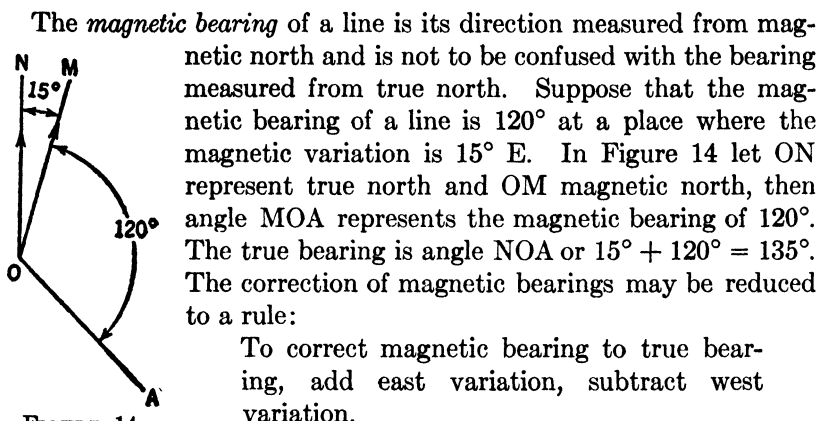 The magnetic bearing of a line is its direction measured from mag-
netic north and is not to be confused with the bearing
measured from true north. Suppose that the mag-
netic bearing of a line is 120° at a place where the
magnetic variation is 15° E. In Figure 14 let ON
represent true north and OM magnetic north, then
angle MOA represents the magnetic bearing of 120°.
The true bearing is angle NOA or 15° + 120° = 135°.
The correction of magnetic bearings may be reduced
to a rule:
To correct magnetic bearing to true bear-
ing, add east variation, subtract west
variation.
N
M
15°
120°
O
A